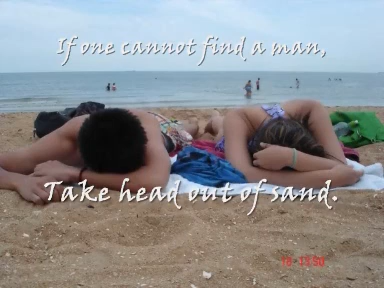 If one cannot find a man,
Take head out of sand.